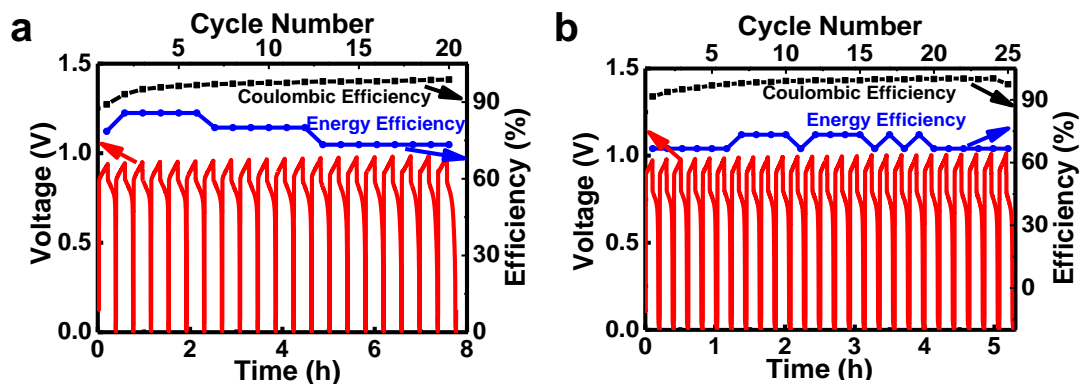 a
Cycle Number
5 10 15 20
1.5
1.0
0.5
0.0
Voltage (V)
Coulombic Efficiency
Energy Efficiency
90
60
30
0
Efficiency (%)
0 2 4 6 8
Time (h)
b
Cycle Number
0 5 10 15 20 25
1.5
1.0
0.5
0.0
Voltage (V)
Coulombic Efficiency
Energy Efficiency
90
60
30
0
Efficiency (%)
0 1 2 3 4 5
Time (h)